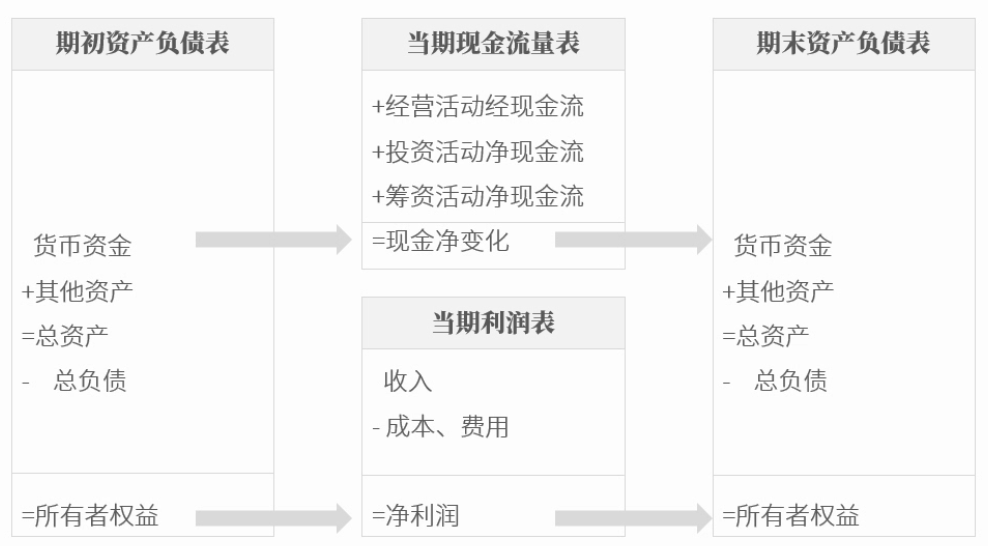 期初资产负债表
货币资金
+其他资产
=总资产
- 总负债
=所有者权益
当期现金流量表
+经营活动经现金流
+投资活动净现金流
+筹资活动净现金流
=现金净变化
当期利润表
收入
- 成本、费用
=净利润
期末资产负债表
货币资金
+其他资产
=总资产
- 总负债
=所有者权益